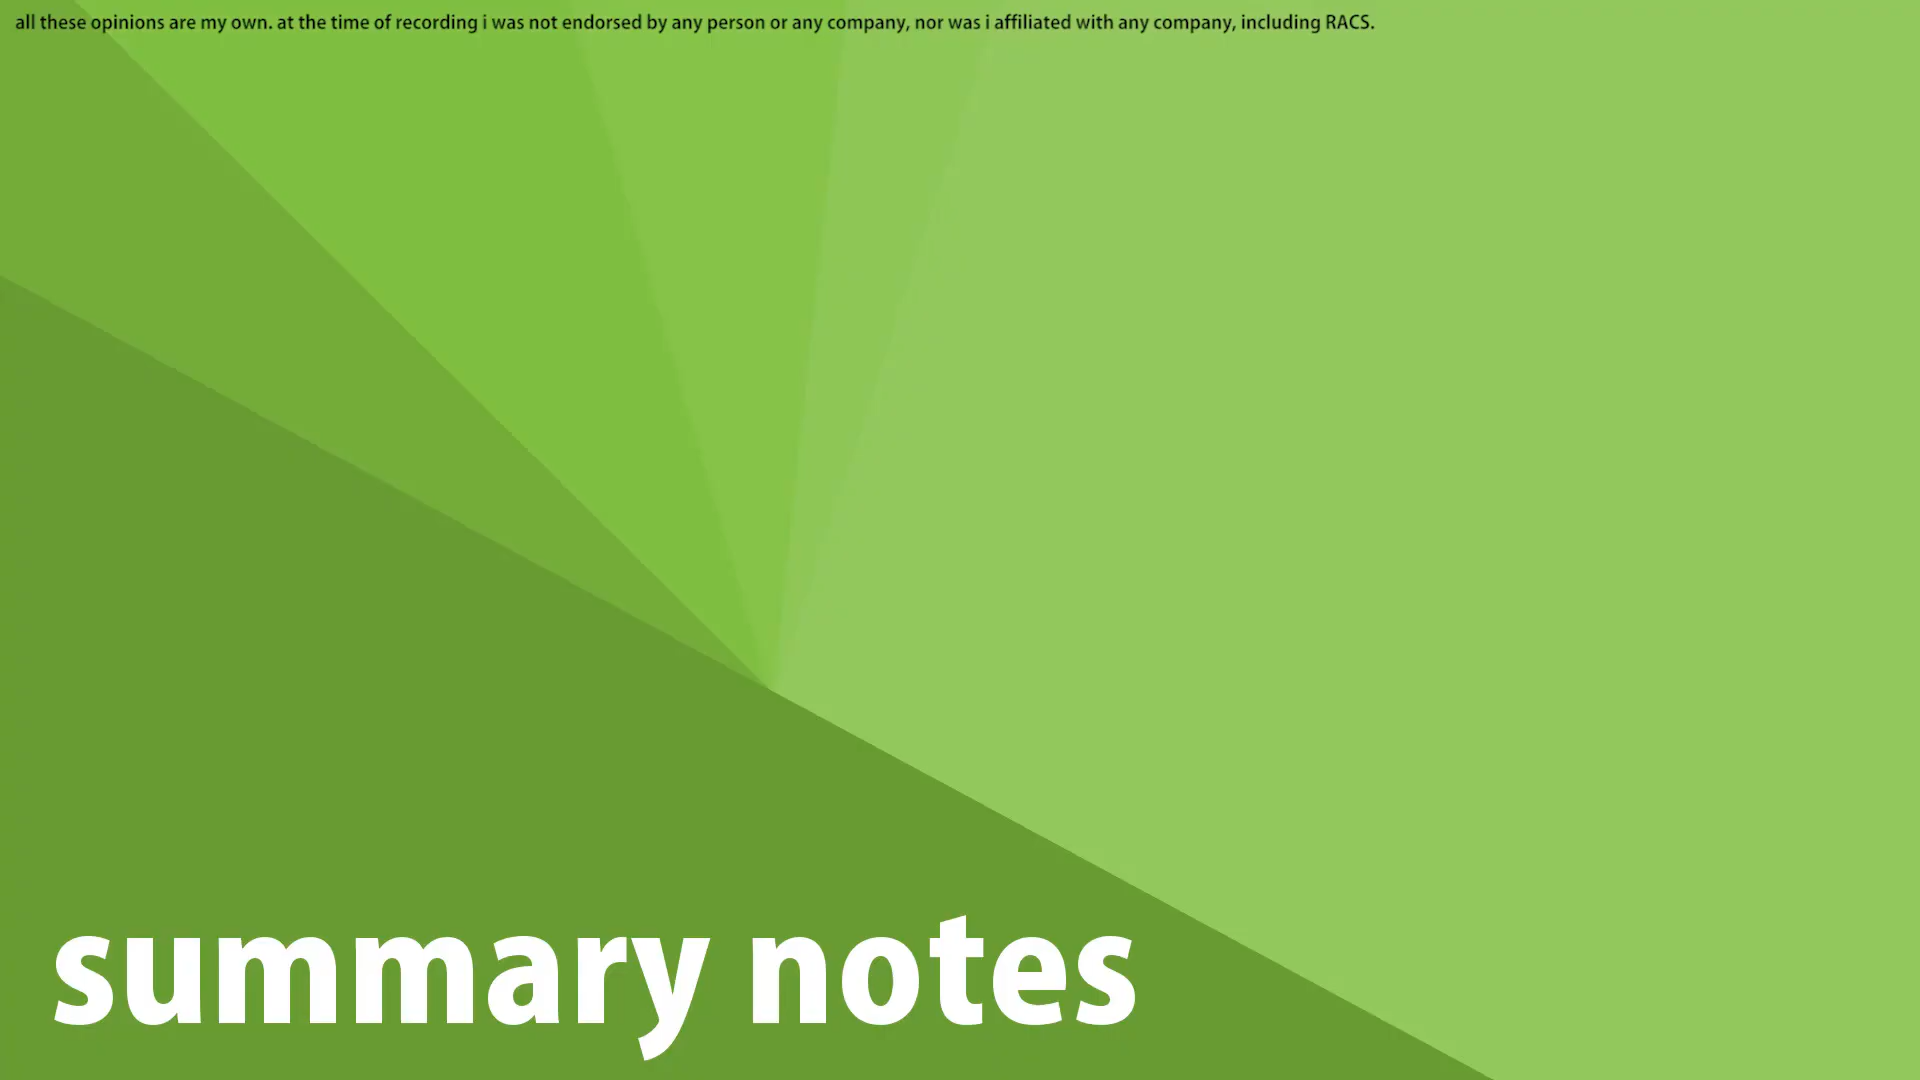 all these opinions are my own. at the time of recording i was not endorsed by any person or any company, nor was i affiliated with any company, including RACS.
summary notes